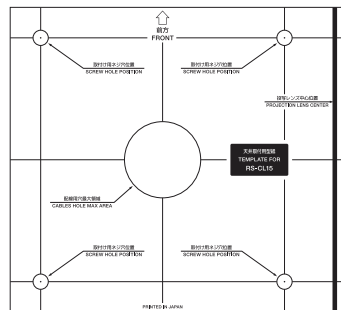 前方
FRONT
取付け用ネジ穴位置
SCREW HOLE POSITION
取付け用ネジ穴位置
SCREW HOLE POSITION
投写レンズ中心位置
PROJECTION LENS CENTER
天井取付用型紙
TEMPLATE FOR
RS-CL15
配線用穴最大領域
CABLES HOLE MAX AREA
取付け用ネジ穴位置
SCREW HOLE POSITION
取付け用ネジ穴位置
SCREW HOLE POSITION
PRINTED IN JAPAN